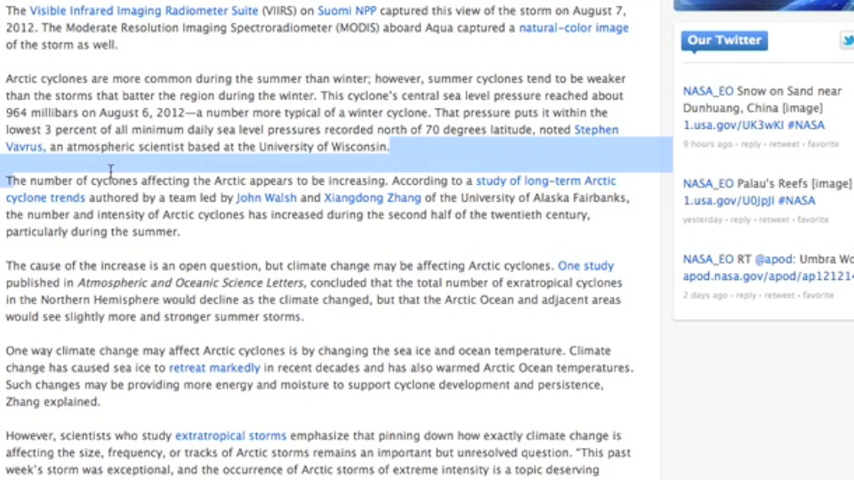 The Visible Infrared Imaging Radiometer Suite (VIIRS) on Suomi NPP captured this view of the storm on August 7,
2012. The Moderate Resolution Imaging Spectroradiometer (MODIS) aboard Aqua captured a natural-color image
of the storm as well.
Arctic cyclones are more common during the summer than winter; however, summer cyclones tend to be weaker
than the storms that batter the region during the winter. This cyclone's central sea level pressure reached about
964 millibars on August 6, 2012—a number more typical of a winter cyclone. That pressure puts it within the
lowest 3 percent of all minimum daily sea level pressures recorded north of 70 degrees latitude, noted Stephen
Vavrus, an atmospheric scientist based at the University of Wisconsin.
The number of cyclones affecting the Arctic appears to be increasing. According to a study of long-term Arctic
cyclone trends authored by a team led by John Walsh and Xiangdong Zhang of the University of Alaska Fairbanks,
the number and intensity of Arctic cyclones has increased during the second half of the twentieth century,
particularly during the summer.
The cause of the increase is an open question, but climate change may be affecting Arctic cyclones. One study
published in Atmospheric and Oceanic Science Letters, concluded that the total number of extratropical cyclones
in the Northern Hemisphere would decline as the climate changed, but that the Arctic Ocean and adjacent areas
would see slightly more and stronger summer storms.
One way climate change may affect Arctic cyclones is by changing the sea ice and ocean temperature. Climate
change has caused sea ice to retreat markedly in recent decades and has also warmed Arctic Ocean temperatures.
Such changes may be providing more energy and moisture to support cyclone development and persistence,
Zhang explained.
However, scientists who study extratropical storms emphasize that pinning down how exactly climate change is
affecting the size, frequency, or tracks of Arctic storms remains an important but unresolved question. "This past
week's storm was exceptional, and the occurrence of Arctic storms of extreme intensity is a topic deserving
Our Twitter
NASA_EO Snow on Sand near
Dunhuang, China [image]
1.usa.gov/UK3wKI #NASA
9 hours ago • reply • retweet • favorite
NASA_EO Palau's Reefs [image]
1.usa.gov/U0JpJI #NASA
yesterday • reply • retweet • favorite
NASA_EO RT @apod: Umbra Wo
apod.nasa.gov/apod/ap121214
2 days ago • reply • retweet • favorite